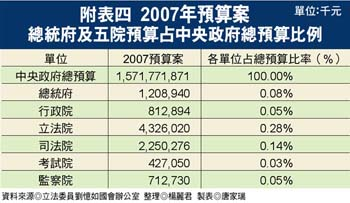 附表四 2007年預算案
單位:千元
總統府及五院預算占中央政府總預算比例
單位 2007預算案 各單位占總預算比率(%)
中央政府總預算 1,571,771,871 100.00%
總統府 1,208,940 0.08%
行政院 812,894 0.05%
立法院 4,326,020 0.28%
司法院 2,250,276 0.14%
考試院 427,050 0.03%
監察院 712,730 0.05%
資料來源◎立法委員劉憶如國會辦公室 整理◎楊麗君 製表◎唐家瑞